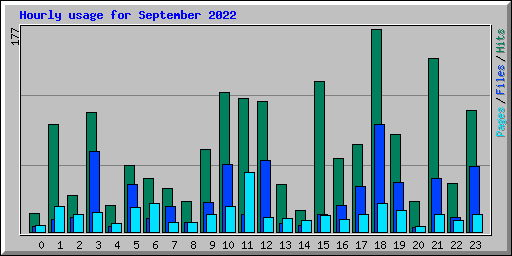 Hourly usage for September 2022
177
Pages/Files/Hits
0 1 2 3 4 5 6 7 8 9 10 11 12 13 14 15 16 17 18 19 20 21 22 23